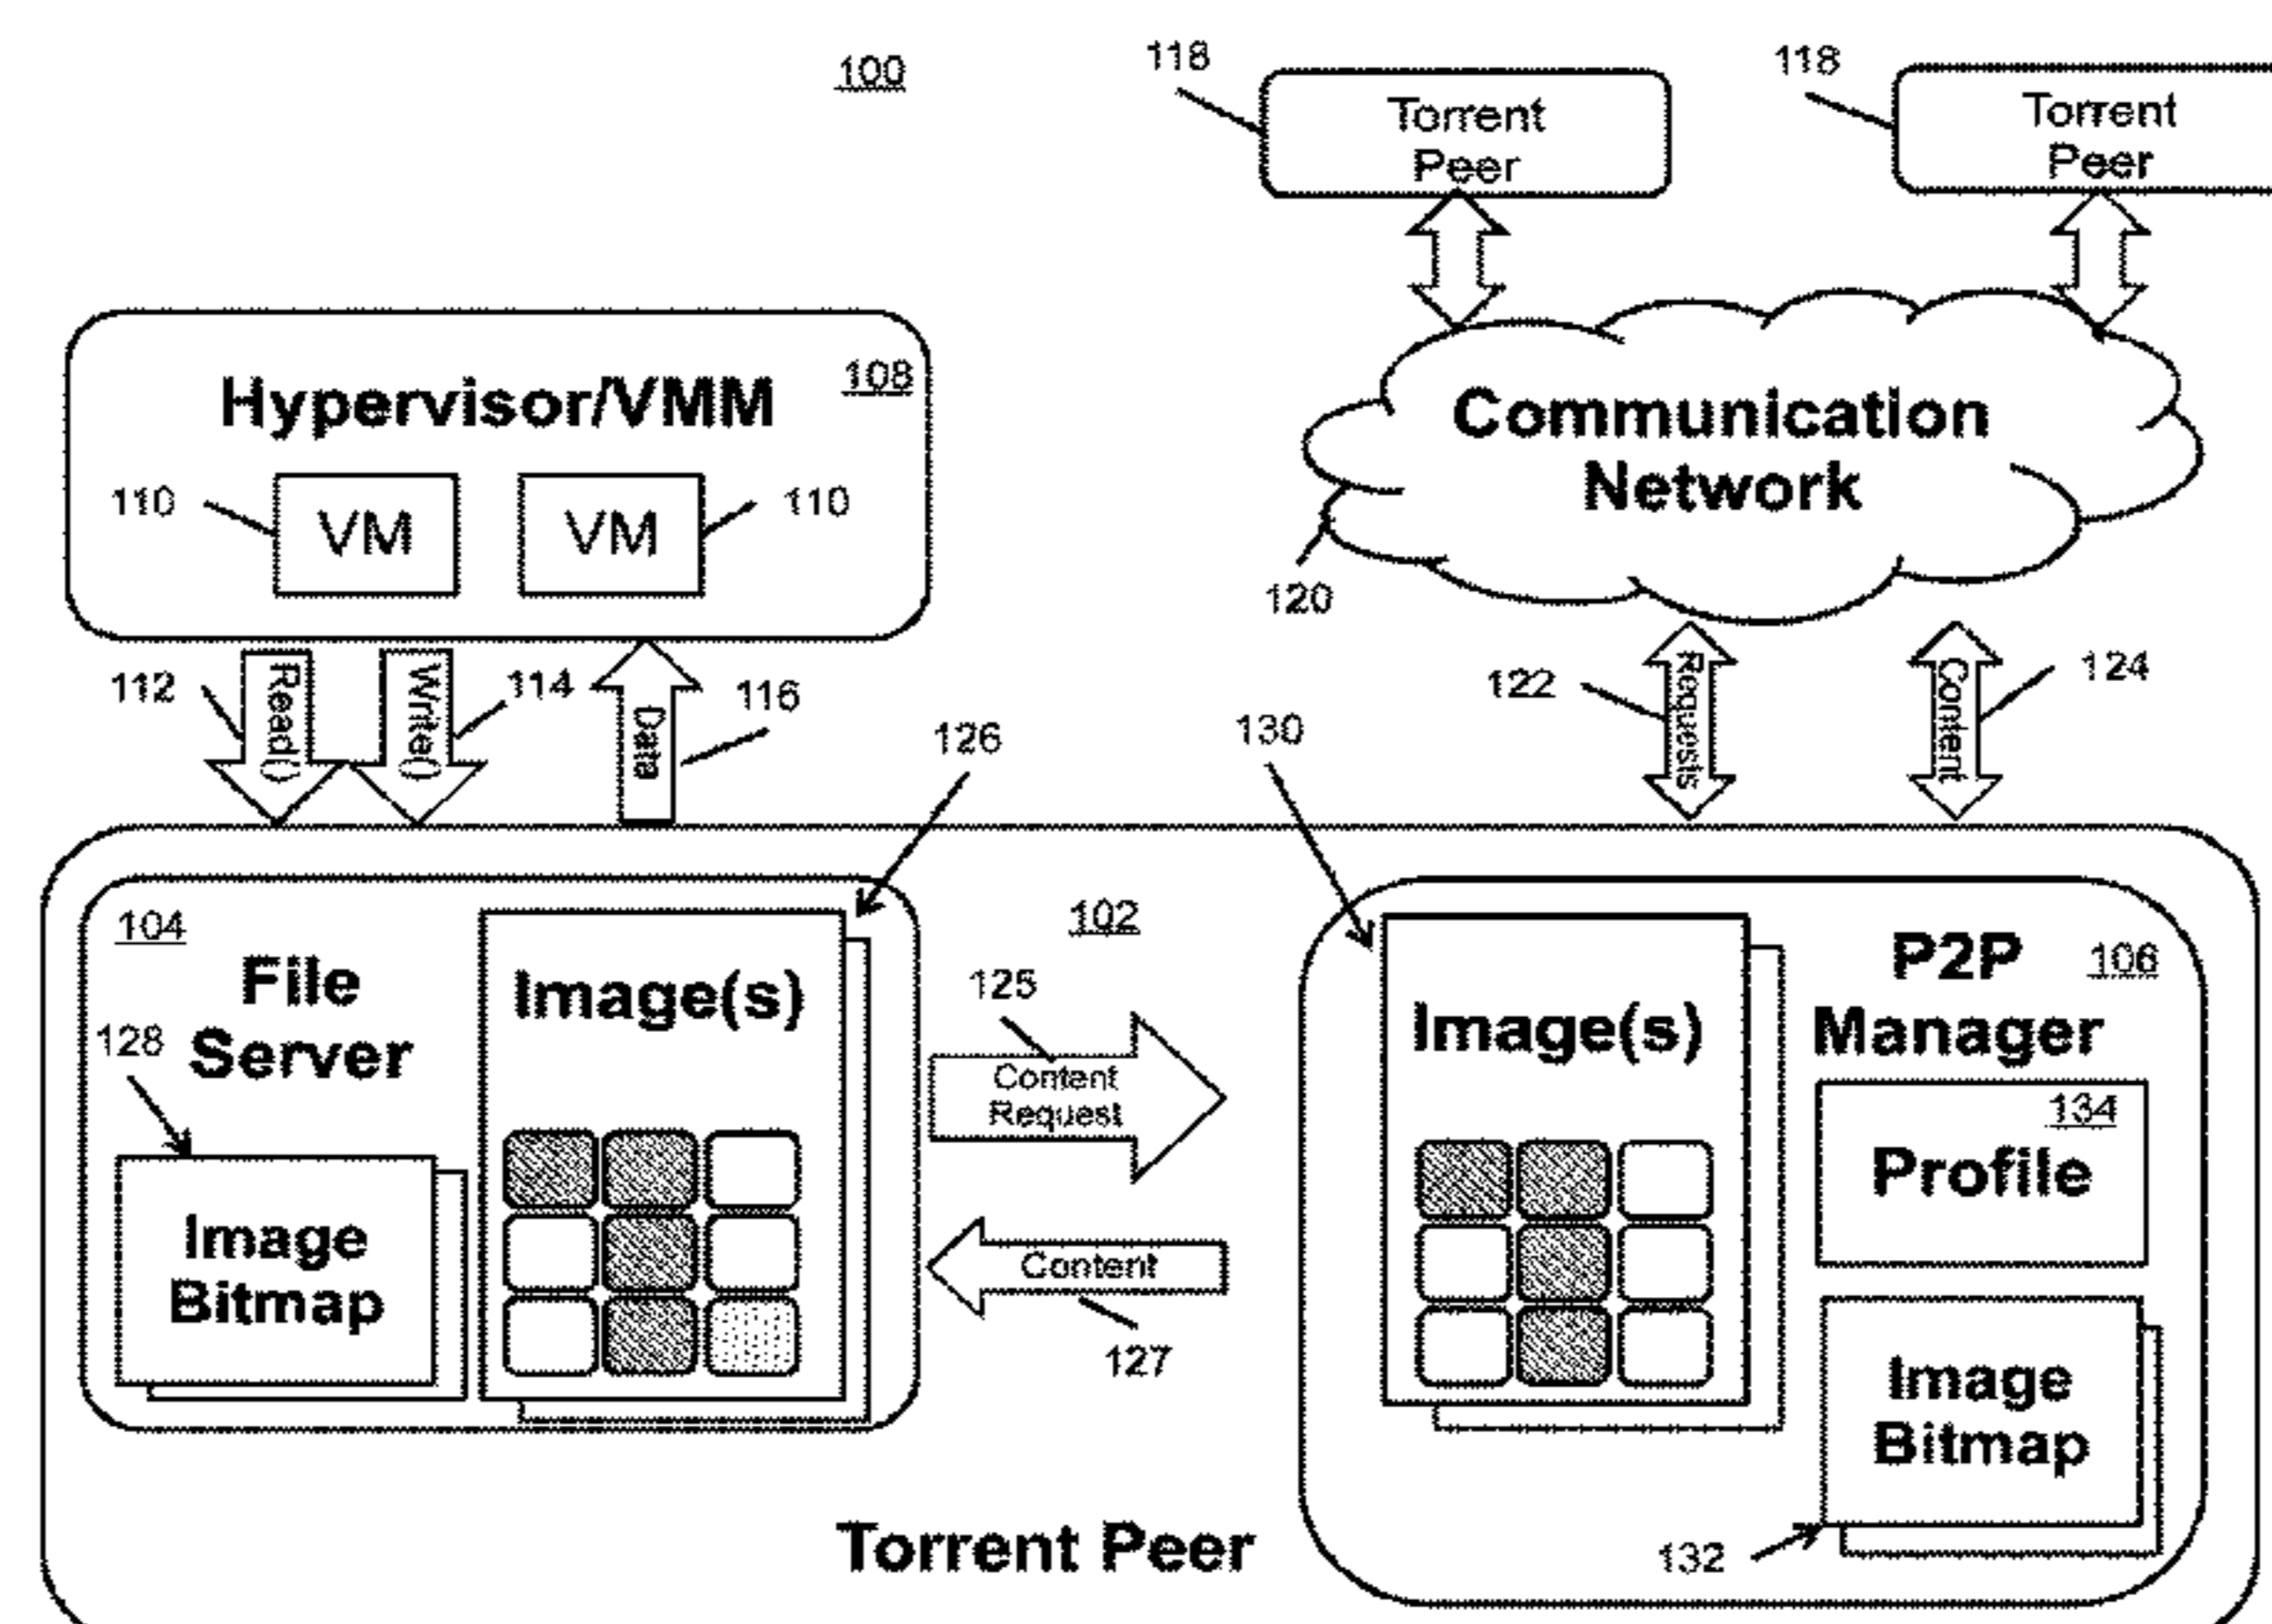 100
118
Torrent
Peer
118
Torrent
Peer
Hypervisor/VMM
108
110
VM
VM
110
Communication
Network
120
112
Read()
Write()
114
Data
116
122
Requests
Content
124
126
130
104
File
Server
128
Image
Bitmap
Image(s)
102
125
Content
Request
Content
127
Image(s)
P2P
Manager
106
134
Profile
Image
Bitmap
132
Torrent Peer